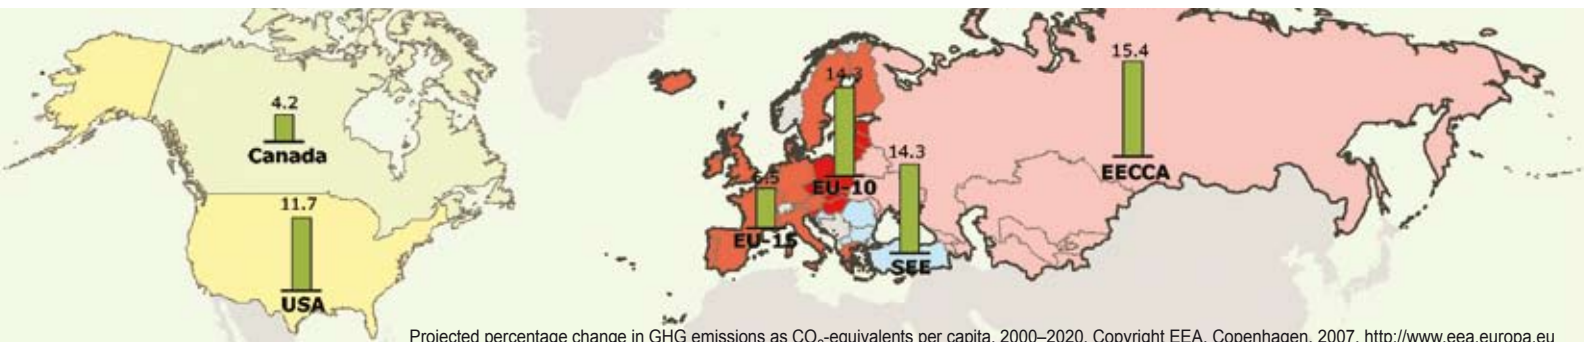 4.2
Canada
11.7
USA
14.3
EU-10
6.5
EU-15
14.3
SEE
15.4
EECCA
Projected percentage change in GHG emissions as CO₂-equivalents per capita, 2000–2020. Copyright EEA, Copenhagen, 2007. http://www.eea.europa.eu